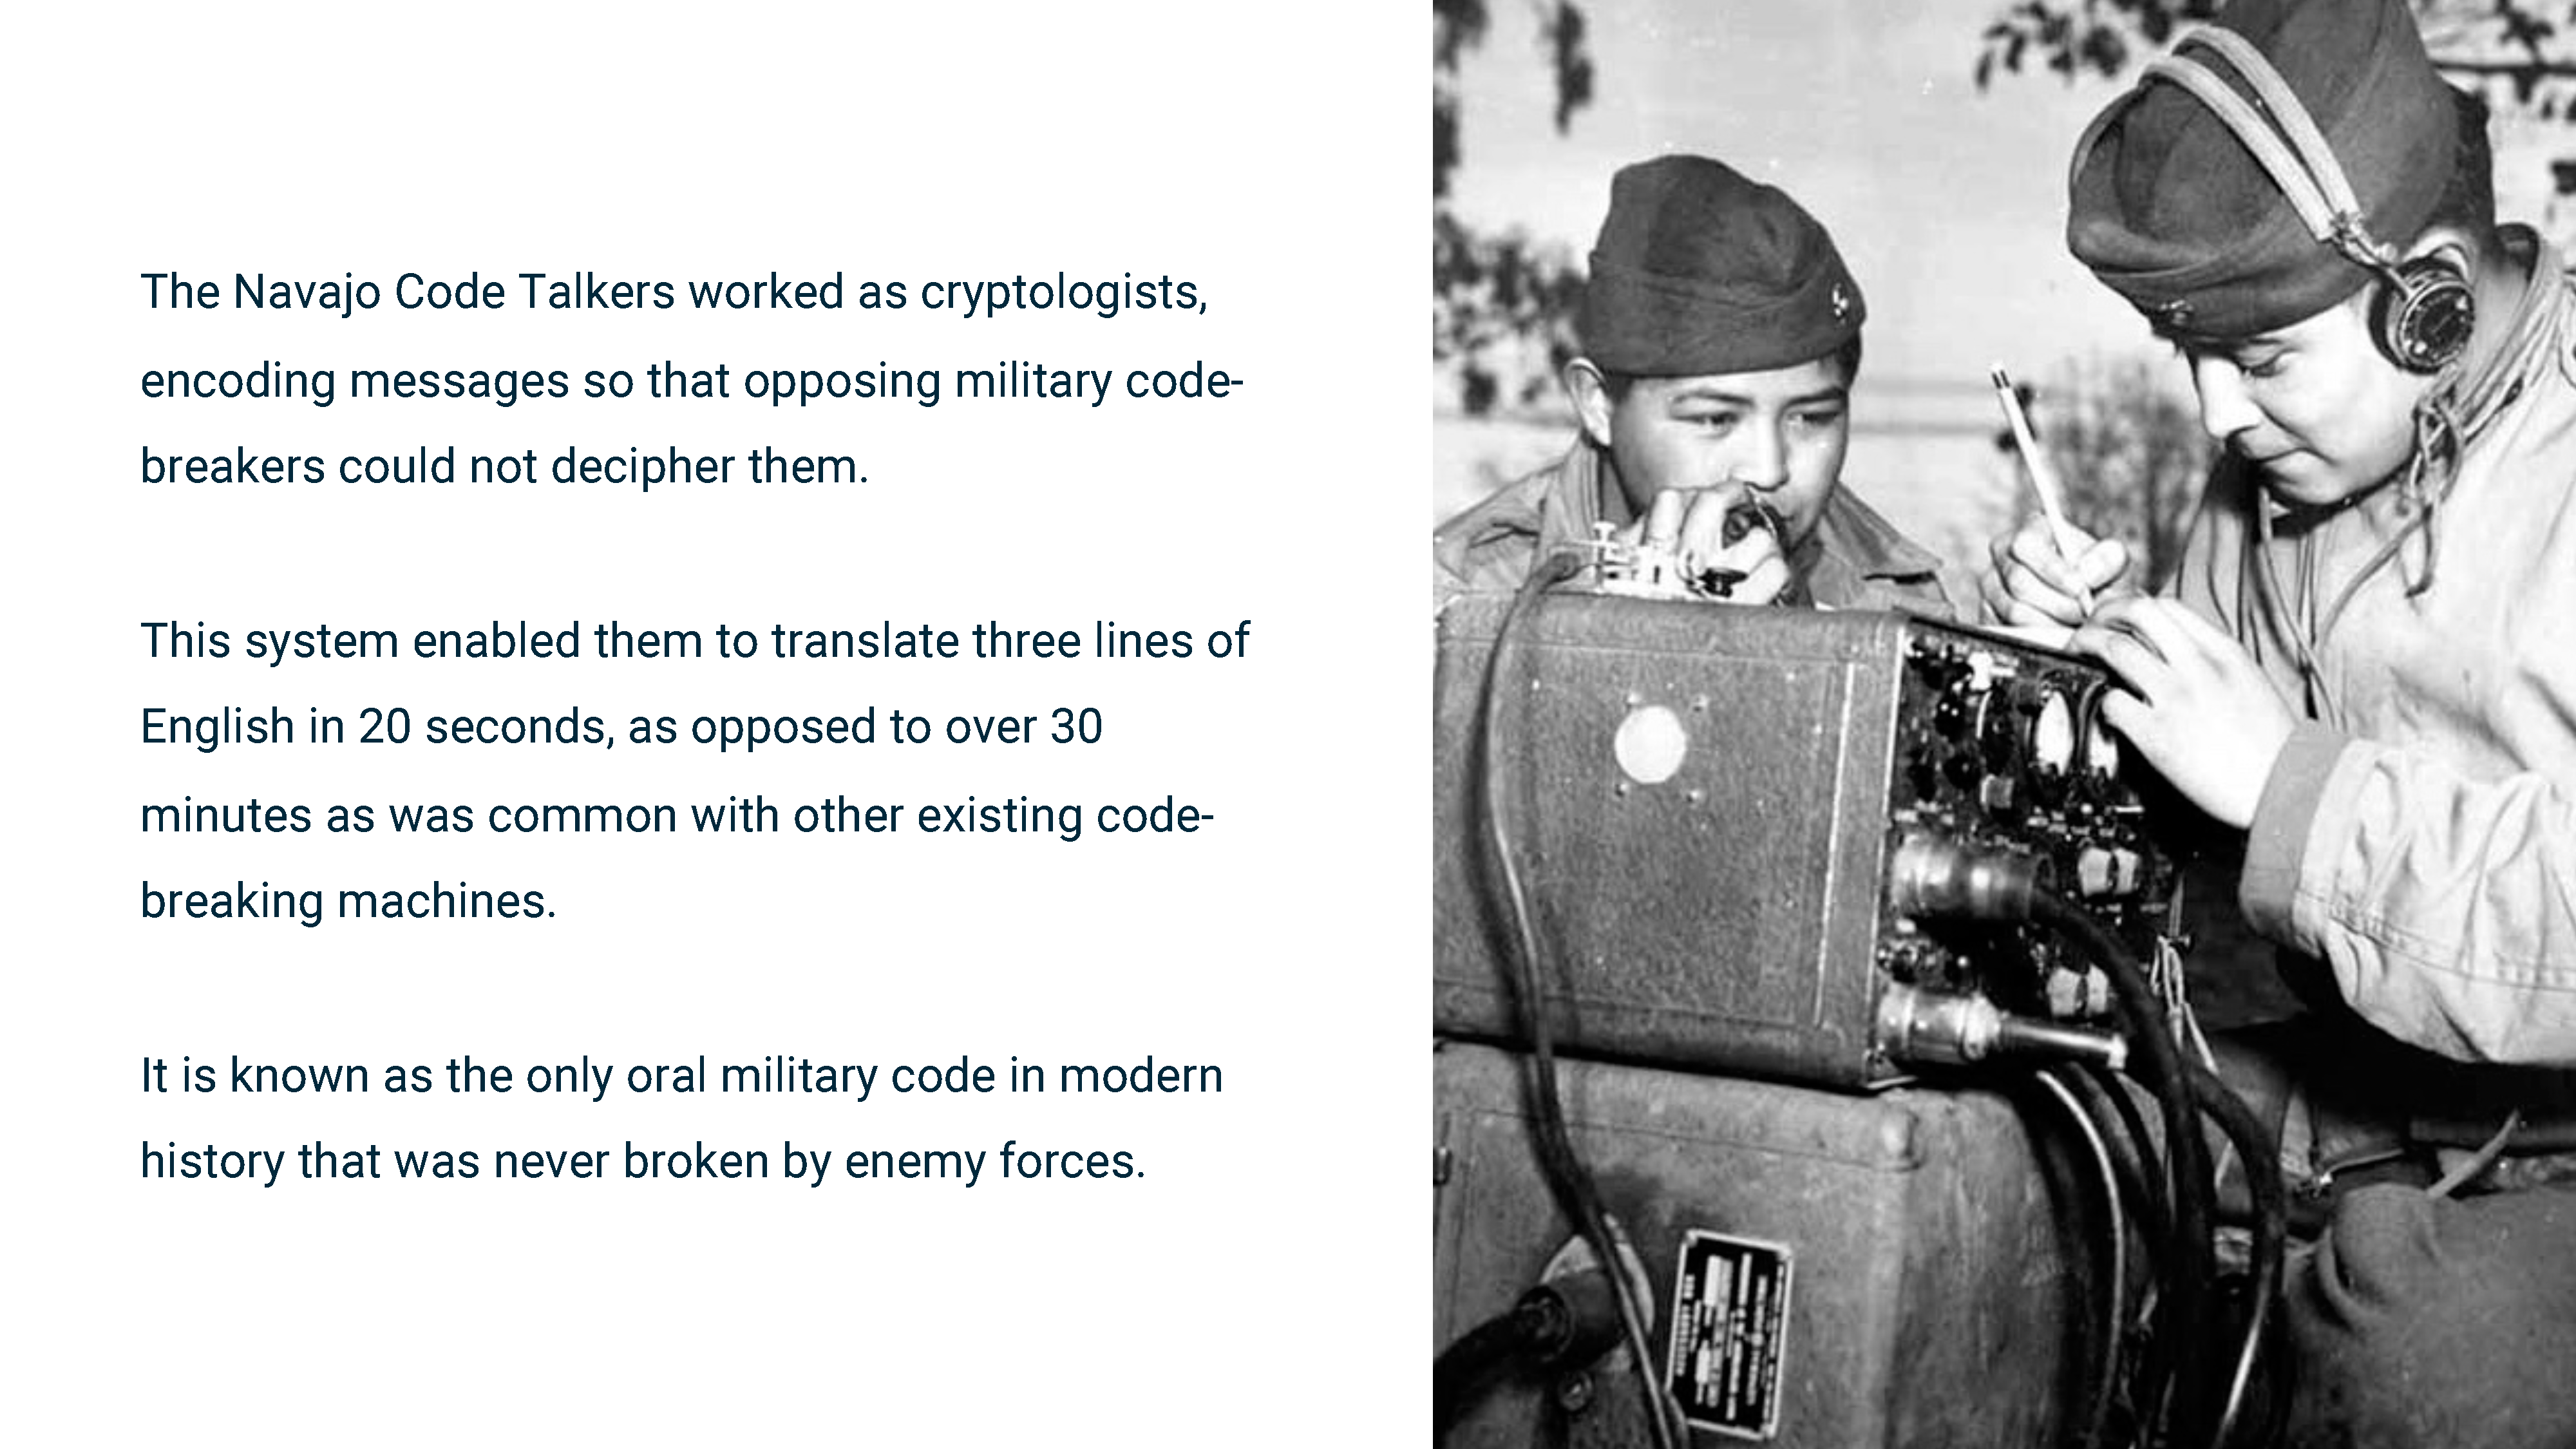 The Navajo Code Talkers worked as cryptologists,
encoding messages so that opposing military code-
breakers could not decipher them.
This system enabled them to translate three lines of
English in 20 seconds, as opposed to over 30
minutes as was common with other existing code-
breaking machines.
It is known as the only oral military code in modern
history that was never broken by enemy forces.